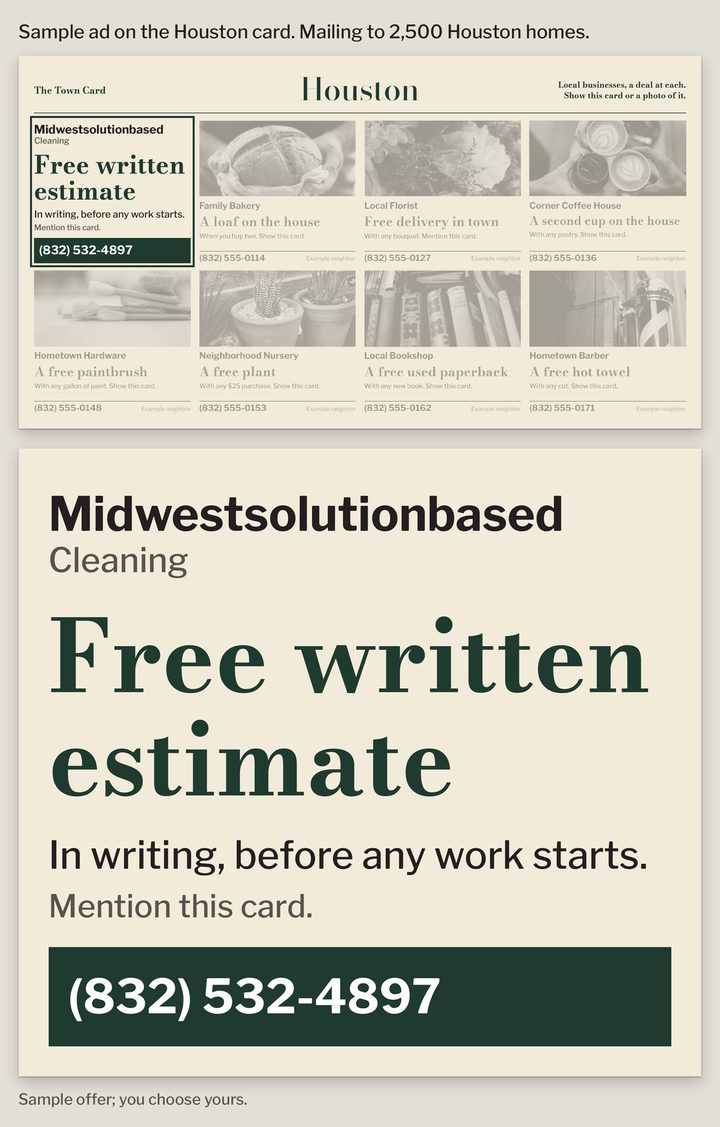 Sample ad on the Houston card. Mailing to 2,500 Houston homes.
The Town Card
Houston
Local businesses, a deal at each.
Show this card or a photo of it.
Midwestsolutionbased
Cleaning
Free written
estimate
In writing, before any work starts.
Mention this card.
(832) 532-4897
Family Bakery
A loaf on the house
When you buy two. Show this card.
(832) 555-0114
Example neighbor
Local Florist
Free delivery in town
With any bouquet. Mention this card.
(832) 555-0127
Example neighbor
Corner Coffee House
A second cup on the house
With any pastry. Show this card.
(832) 555-0136
Example neighbor
Hometown Hardware
A free paintbrush
With any gallon of paint. Show this card.
(832) 555-0148
Example neighbor
Neighborhood Nursery
A free plant
With any $25 purchase. Show this card.
(832) 555-0153
Example neighbor
Local Bookshop
A free used paperback
With any new book. Show this card.
(832) 555-0162
Example neighbor
Hometown Barber
A free hot towel
With any cut. Show this card.
(832) 555-0171
Example neighbor
Midwestsolutionbased
Cleaning
Free written
estimate
In writing, before any work starts.
Mention this card.
(832) 532-4897
Sample offer; you choose yours.